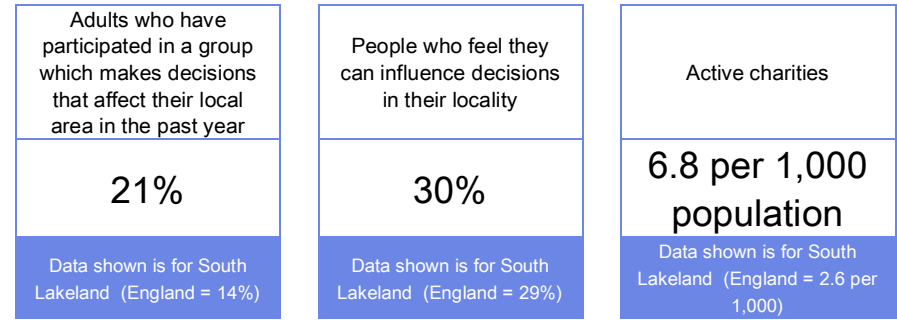 Adults who have
participated in a group
which makes decisions
that affect their local
area in the past year
21%
Data shown is for South
Lakeland  (England = 14%)
People who feel they
can influence decisions
in their locality
30%
Data shown is for South
Lakeland  (England = 29%)
Active charities
6.8 per 1,000
population
Data shown is for South
Lakeland  (England = 2.6 per
1,000)